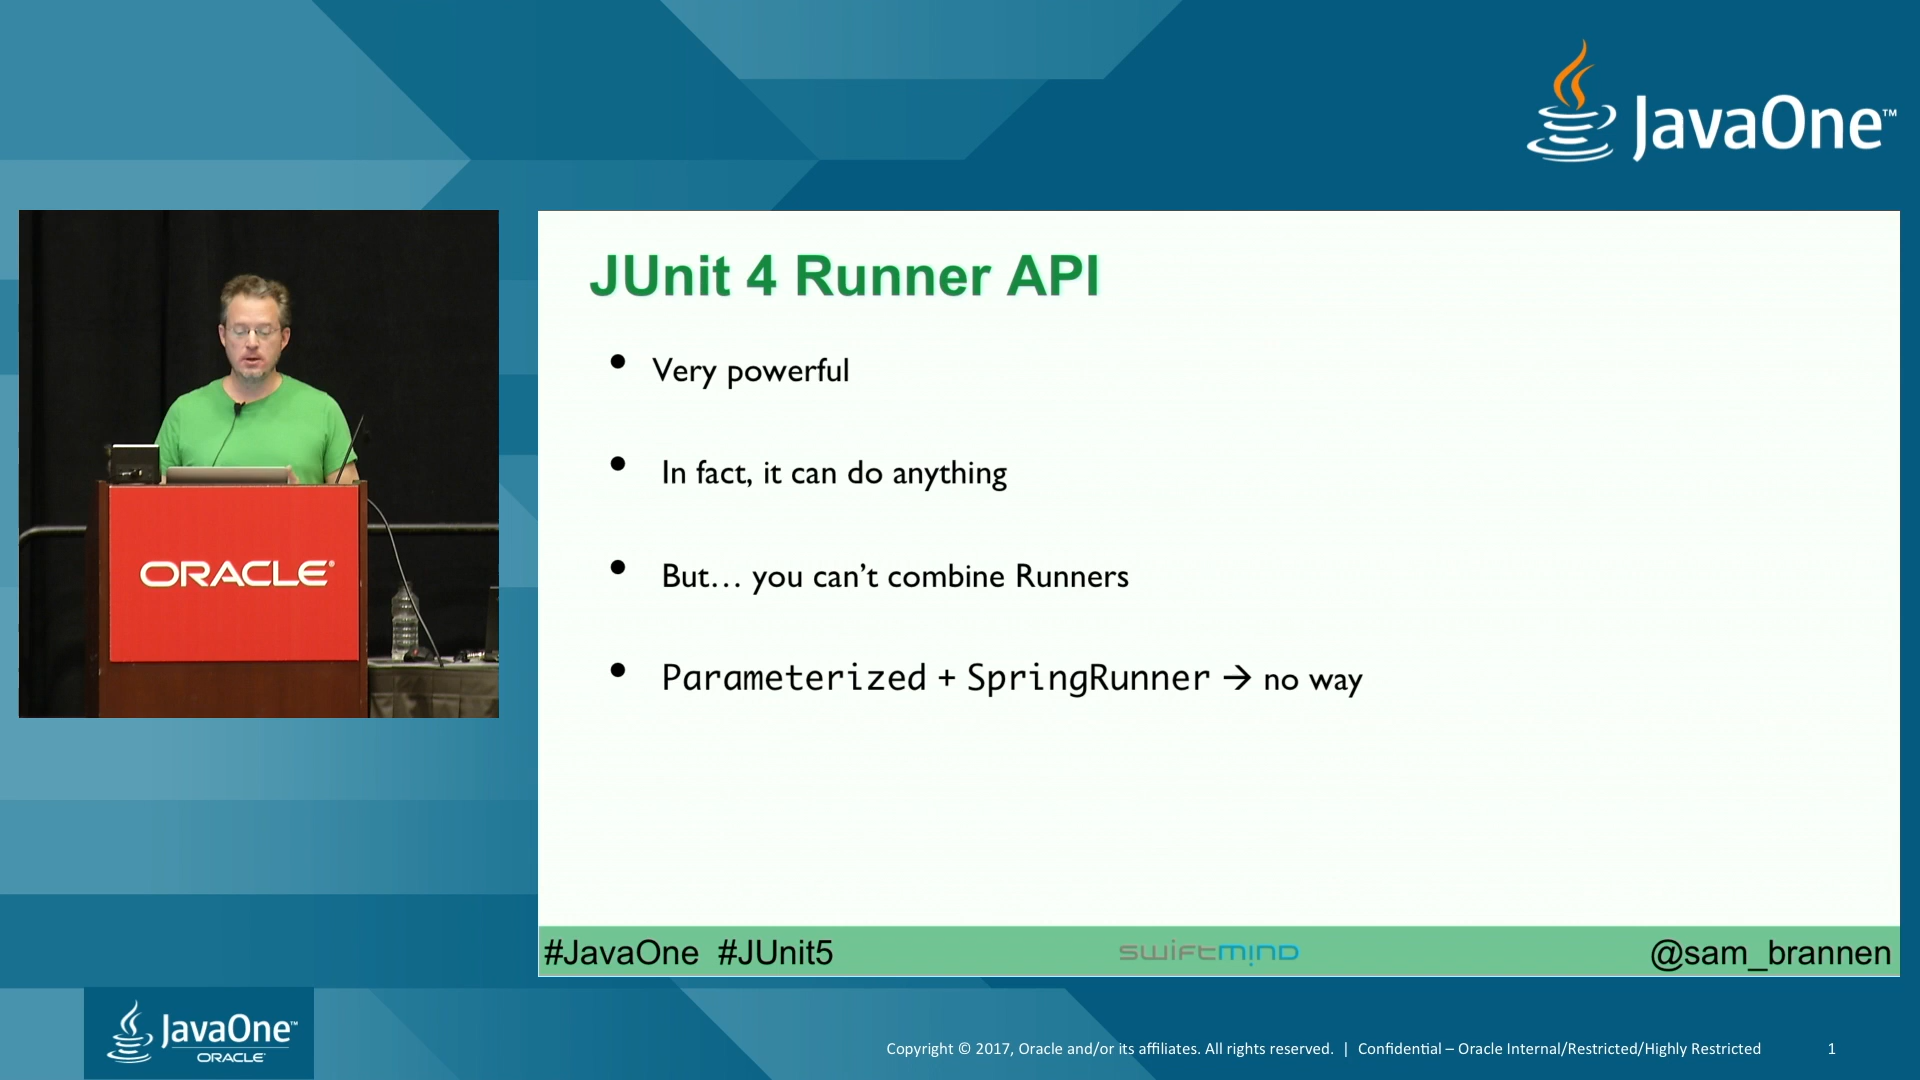 JavaOne™
JUnit 4 Runner API
• Very powerful
• In fact, it can do anything
• But... you can’t combine Runners
• Parameterized + SpringRunner → no way
ORACLE®
#JavaOne #JUnit5
swiftmind
@sam_brannen
JavaOne™
ORACLE®
Copyright © 2017, Oracle and/or its affiliates. All rights reserved. | Confidential – Oracle Internal/Restricted/Highly Restricted 1